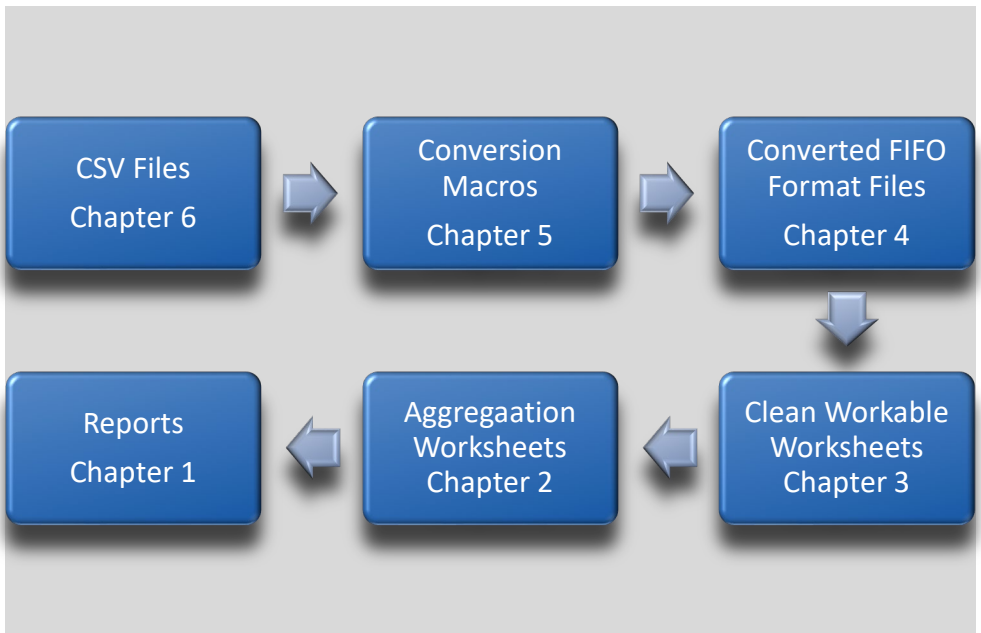 CSV Files
Chapter 6
Conversion
Macros
Chapter 5
Converted FIFO
Format Files
Chapter 4
Clean Workable
Worksheets
Chapter 3
Aggregaation
Worksheets
Chapter 2
Reports
Chapter 1